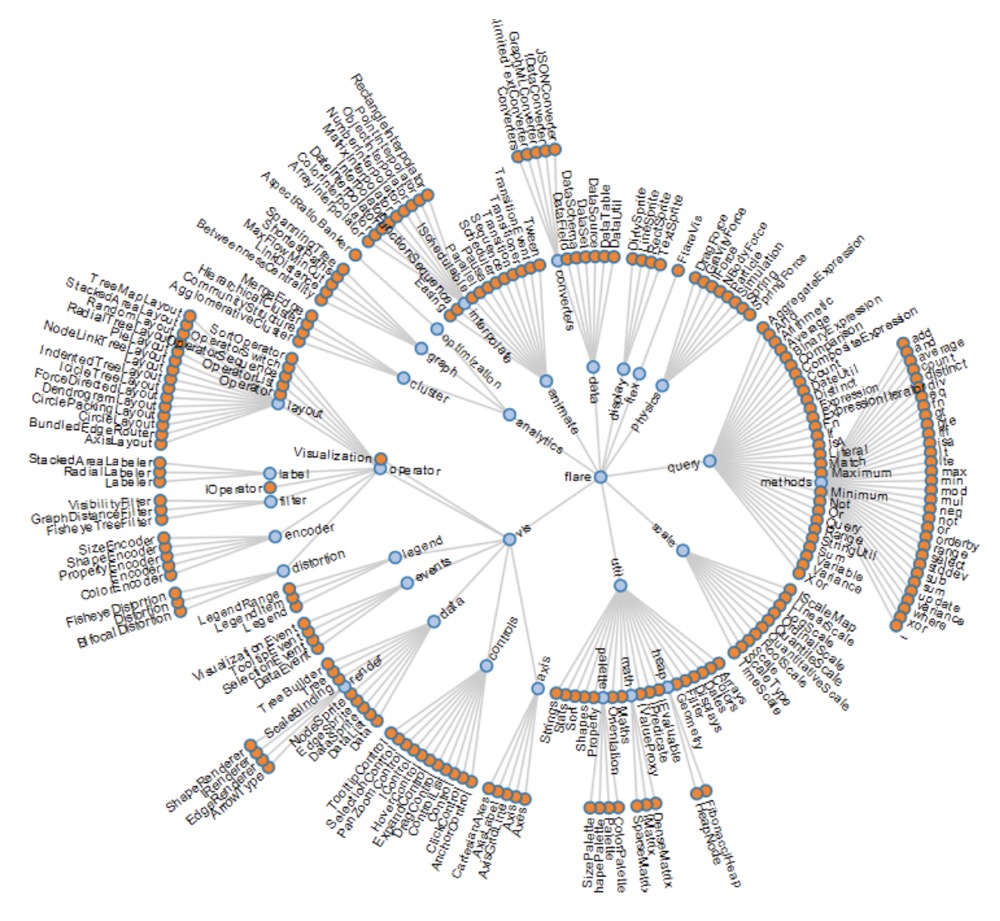 JSONConverter
IDataConverter
GraphMLConverter
Converters
RectangleInterpolator
PointInterpolator
ObjectInterpolator
NumberInterpolator
MatrixInterpolator
Interpolator
DateInterpolator
ColorInterpolator
ArrayInterpolator
AspectRatioBanker
SpanningTree
ShortestPaths
MaxFlowMinCut
LinkDistance
BetweennessCentrality
MergeEdge
HierarchicalCluster
CommunityStructure
AgglomerativeCluster
optimization
graph
cluster
analytics
Easing
FunctionSequence
interpolate
ISchedulable
Parallel
Pause
Scheduler
Sequence
Transition
Transitioner
TransitionEvent
Tween
animate
converters
DataField
DataSchema
DataSet
DataSource
DataTable
DataUtil
data
DirtySprite
LineSprite
RectSprite
TextSprite
display
FlareVis
flex
DragForce
GravityForce
IForce
NBodyForce
Particle
Simulation
Spring
SpringForce
physics
flare
query
AggregateExpression
And
Arithmetic
Average
BinaryExpression
Comparison
CompositeExpression
Count
DateUtil
Distinct
Expression
ExpressionIterator
Fn
If
IsA
Literal
Match
Maximum
methods
Minimum
Not
Or
Query
Range
StringUtil
Sum
Variable
Variance
Xor
add
and
average
count
distinct
div
eq
fn
gt
gte
iff
isa
lt
lte
max
min
mod
mul
neq
not
or
orderby
range
select
stddev
sub
sum
update
variance
where
xor
_
scale
IScaleMap
LinearScale
LogScale
OrdinalScale
QuantileScale
QuantitativeScale
RootScale
Scale
ScaleType
TimeScale
util
Arrays
Colors
Dates
Displays
Filter
Geometry
heap
FibonacciHeap
HeapNode
IEvaluable
IPredicate
IValueProxy
math
DenseMatrix
IMatrix
SparseMatrix
Maths
Orientation
palette
ColorPalette
Palette
SizePalette
Property
Shapes
Sort
Stats
Strings
vis
axis
Axes
Axis
AxisGridLine
AxisLabel
CartesianAxes
controls
AnchorControl
ClickControl
Control
ControlList
DragControl
ExpandControl
HoverControl
IControl
PanZoomControl
SelectionControl
TooltipControl
data
Data
DataList
DataSprite
EdgeSprite
NodeSprite
render
ArrowType
EdgeRenderer
IRenderer
ShapeRenderer
ScaleBinding
Tree
TreeBuilder
events
DataEvent
SelectionEvent
TooltipEvent
VisualizationEvent
legend
Legend
LegendItem
LegendRange
operator
distortion
BifocalDistortion
Distortion
FisheyeDistortion
encoder
ColorEncoder
Encoder
PropertyEncoder
ShapeEncoder
SizeEncoder
filter
FisheyeTreeFilter
GraphDistanceFilter
VisibilityFilter
IOperator
label
Labeler
RadialLabeler
StackedAreaLabeler
layout
AxisLayout
BundledEdgeRouter
CircleLayout
CirclePackingLayout
DendrogramLayout
ForceDirectedLayout
IcicleTreeLayout
IndentedTreeLayout
Layout
NodeLinkTreeLayout
PieLayout
RadialTreeLayout
RandomLayout
StackedAreaLayout
TreeMapLayout
Operator
OperatorList
OperatorSequence
OperatorSwitch
SortOperator
Visualization